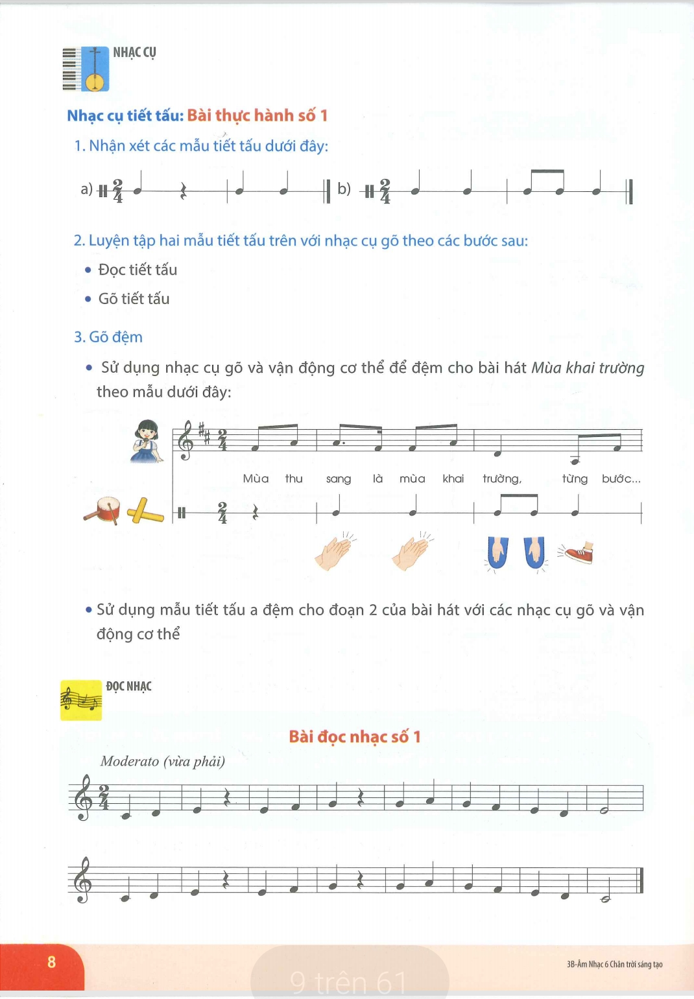 NHẠC CỤ
Nhạc cụ tiết tấu: Bài thực hành số 1
1. Nhận xét các mẫu tiết tấu dưới đây:
a) 2 4 b) 2 4
2. Luyện tập hai mẫu tiết tấu trên với nhạc cụ gõ theo các bước sau:
• Đọc tiết tấu
• Gõ tiết tấu
3. Gõ đệm
• Sử dụng nhạc cụ gõ và vận động cơ thể để đệm cho bài hát Mùa khai trường
theo mẫu dưới đây:
2 4
Mùa thu sang là mùa khai trường, từng bước...
2 4
• Sử dụng mẫu tiết tấu a đệm cho đoạn 2 của bài hát với các nhạc cụ gõ và vận
động cơ thể
ĐỌC NHẠC
Bài đọc nhạc số 1
Moderato (vừa phải)
2 4
8
3B-Âm Nhạc 6 Chân trời sáng tạo
9 trên 61